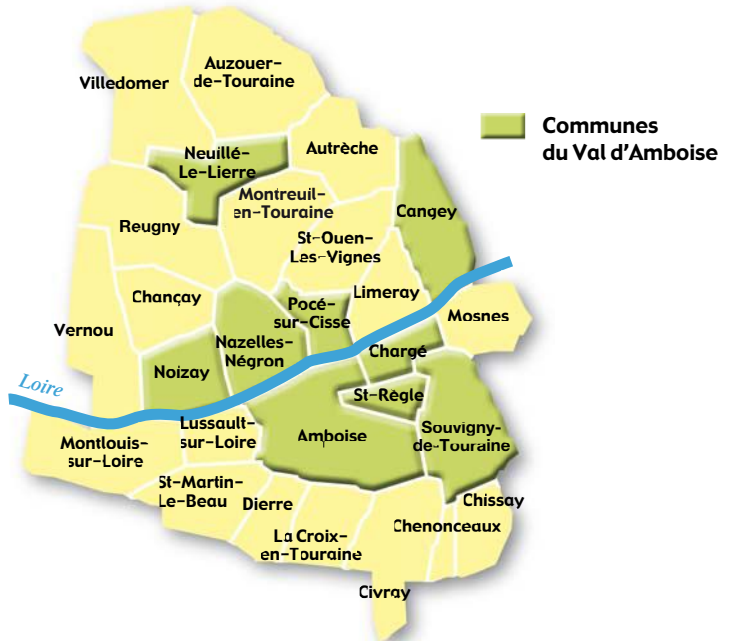 Auzouer-
de-Touraine
Villedomer
Communes
du Val d'Amboise
Neuillé-
Le-Lierre
Autrèche
Montreuil-
en-Touraine
Cangey
Reugny
St-Ouen-
Les-Vignes
Chançay
Limeray
Pocé-
sur-Cisse
Mosnes
Vernou
Nazelles-
Négron
Chargé
Noizay
Loire
St-Règle
Lussault-
sur-Loire
Amboise
Souvigny-
de-Touraine
Montlouis-
sur-Loire
St-Martin-
Le-Beau
Dierre
Chissay
Chenonceaux
La Croix-
en-Touraine
Civray